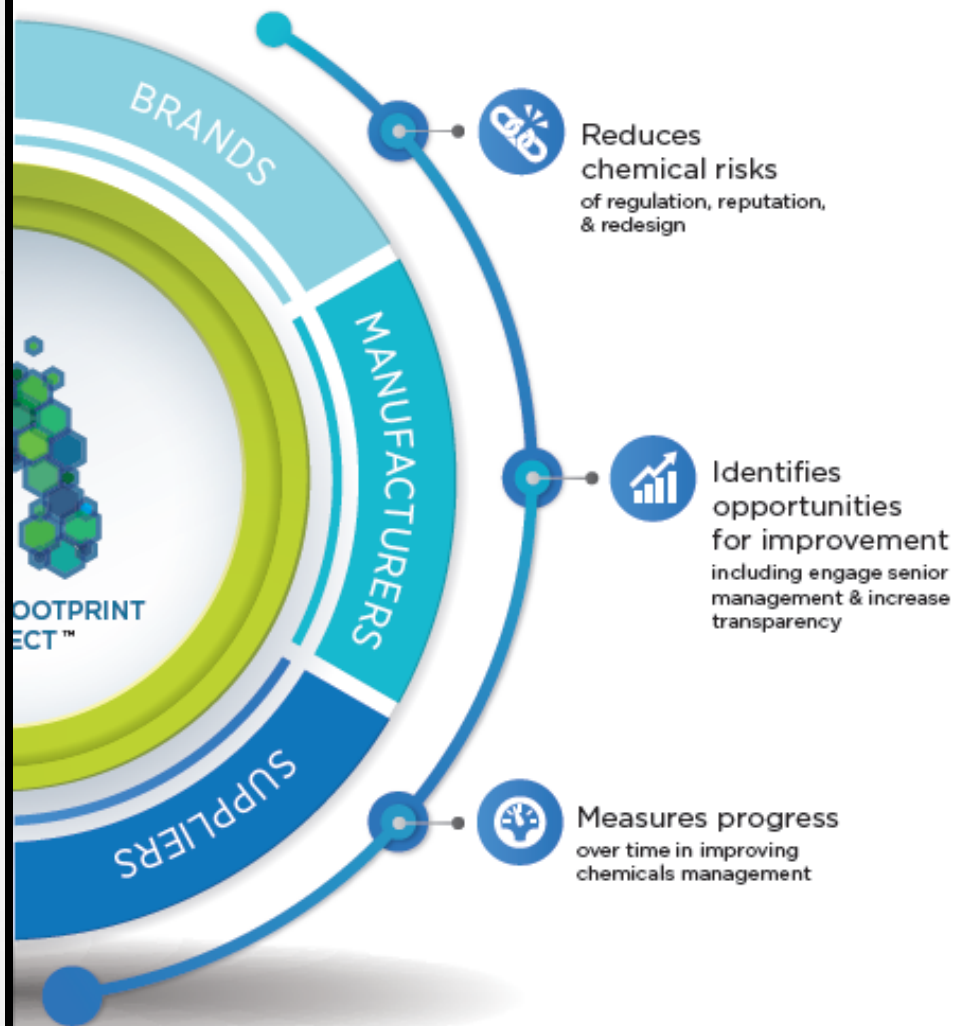 BRANDS
Reduces
chemical risks
of regulation, reputation,
& redesign
MANUFACTURERS
Identifies
opportunities
for improvement
including engage senior
management & increase
transparency
OOTPRINT
ECT™
SUPPLIERS
Measures progress
over time in improving
chemicals management